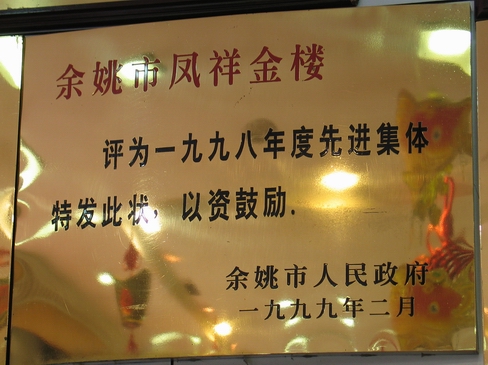 余姚市凤祥金楼
评为一九九八年度先进集体
特发此状，以资鼓励.
余姚市人民政府
一九九九年二月